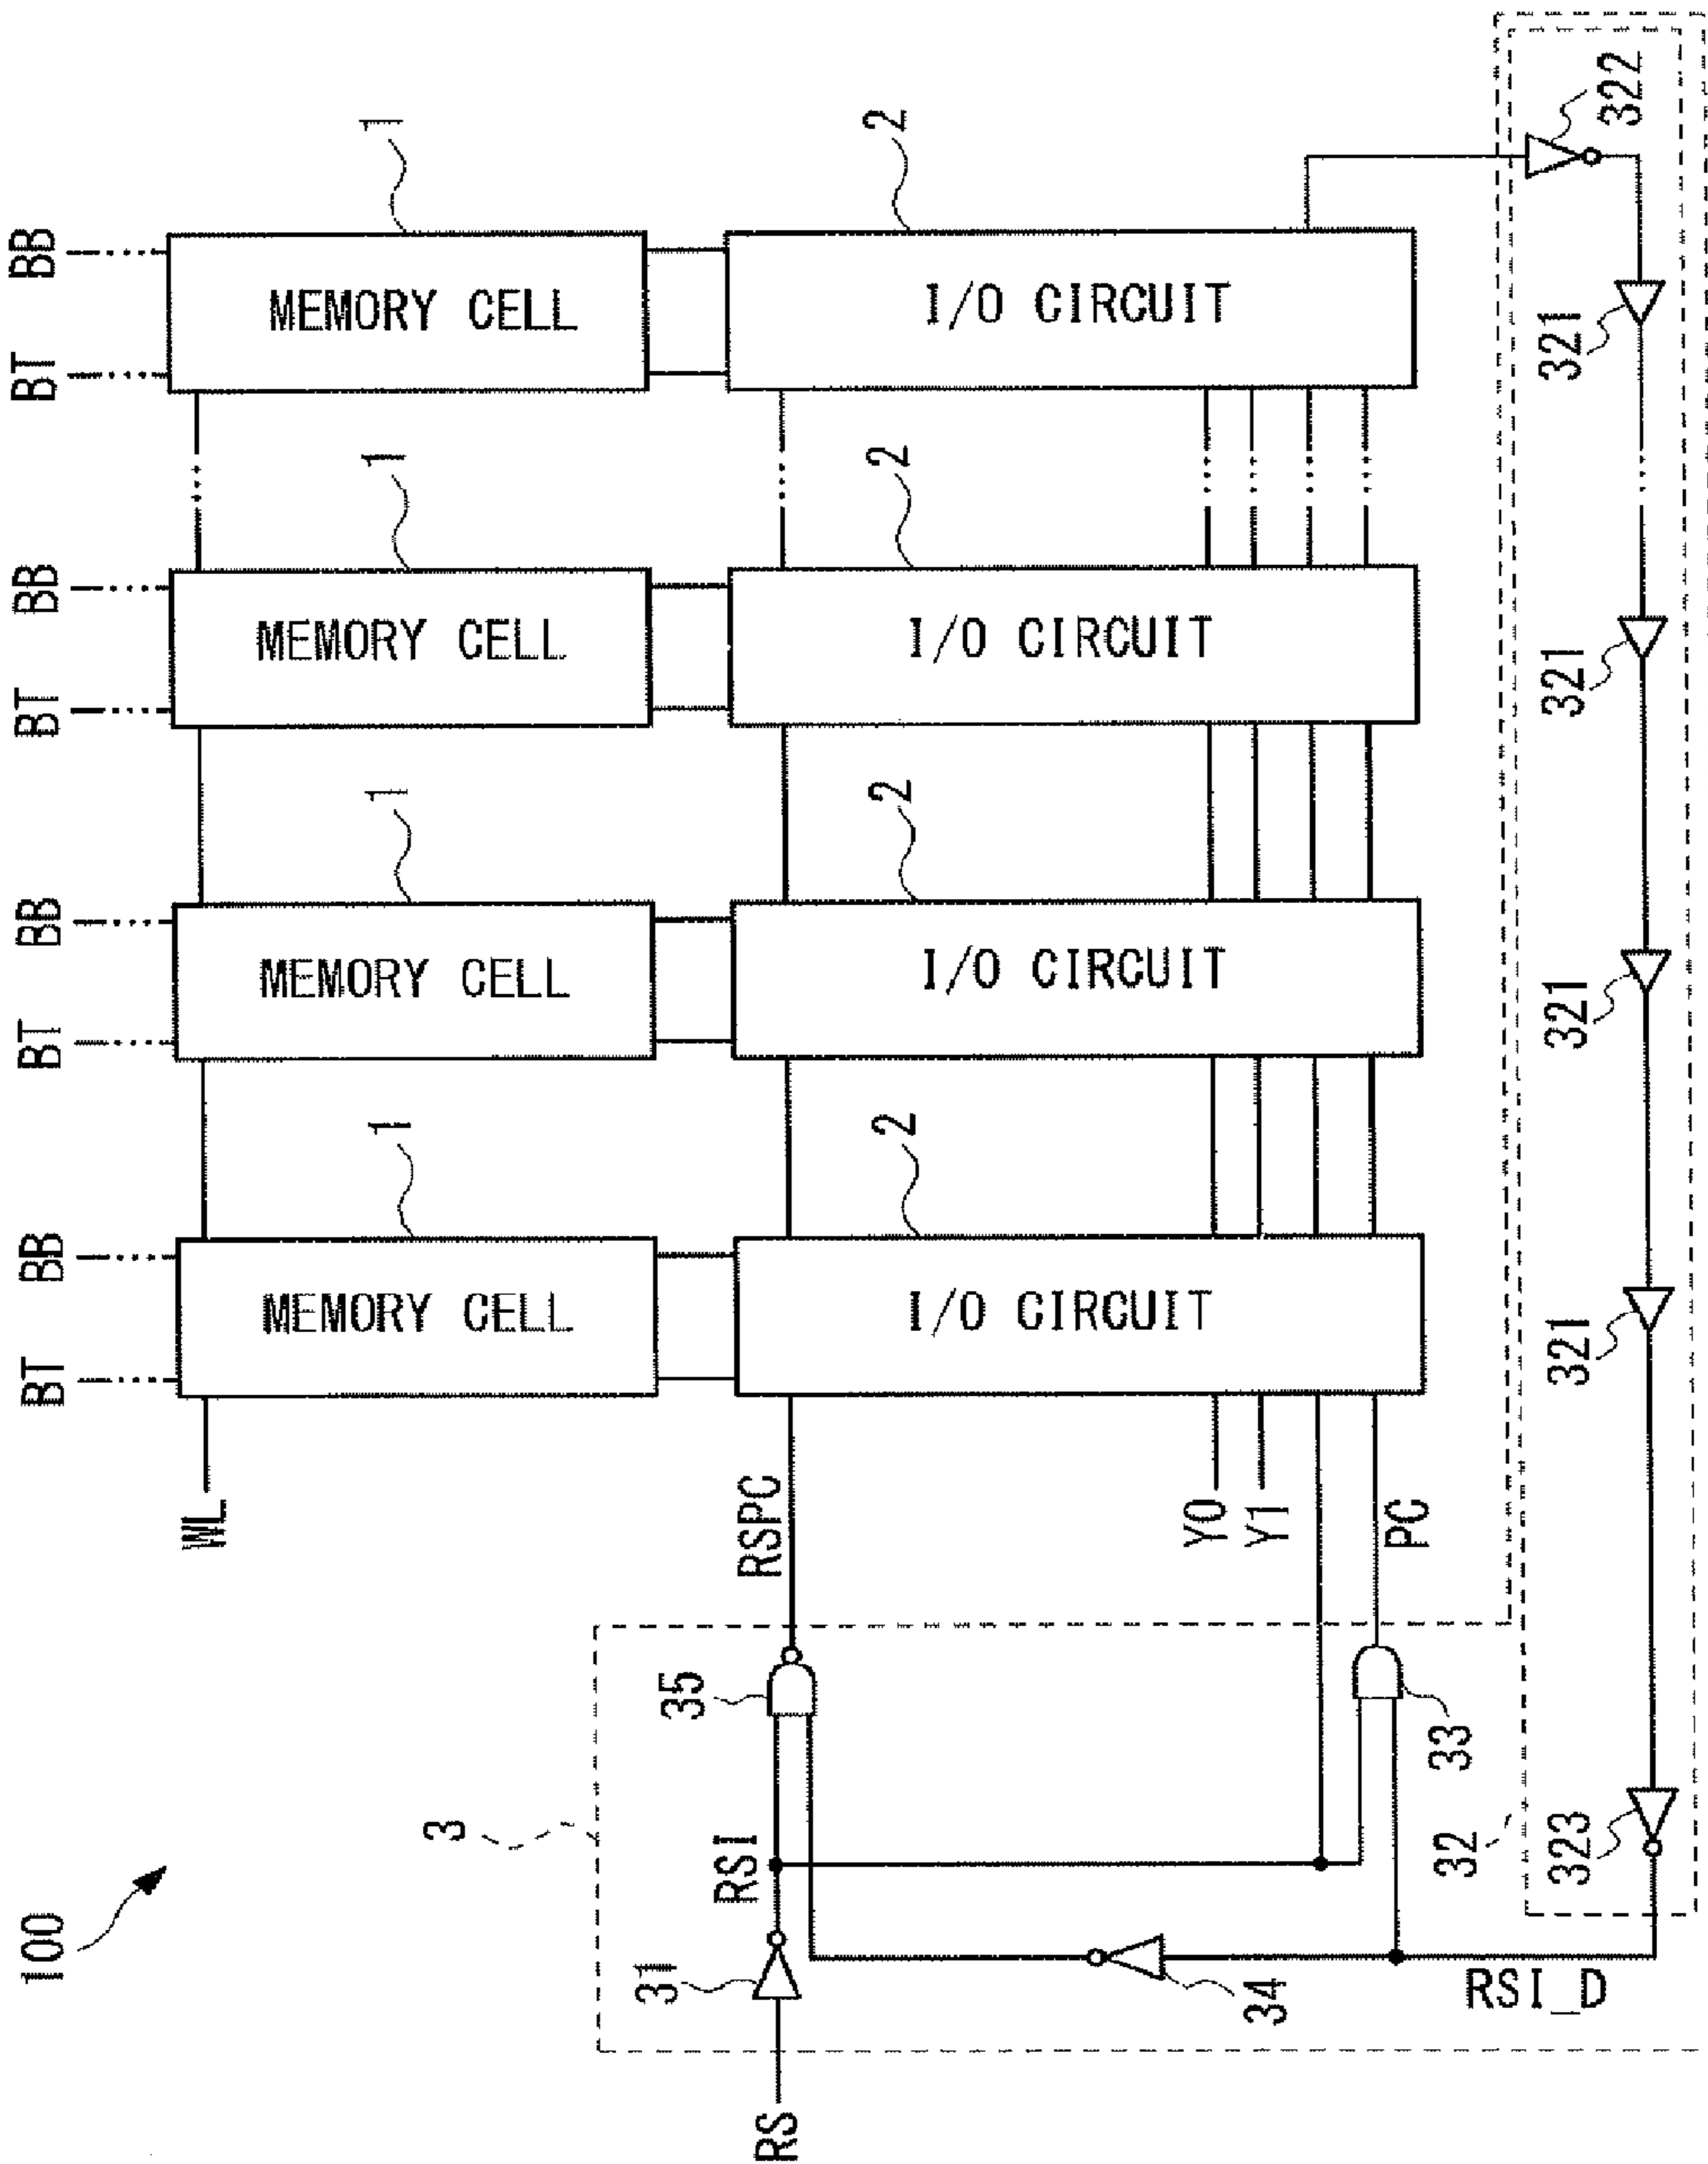 100
BT
BB
BT
BB
BT
BB
BT
BB
1
1
1
1
WL
MEMORY CELL
MEMORY CELL
MEMORY CELL
MEMORY CELL
2
2
2
2
3
RS
31
RSI
35
RSPC
I/O CIRCUIT
I/O CIRCUIT
I/O CIRCUIT
I/O CIRCUIT
34
33
Y0
Y1
PC
RSI_D
32
323
321
321
321
321
322